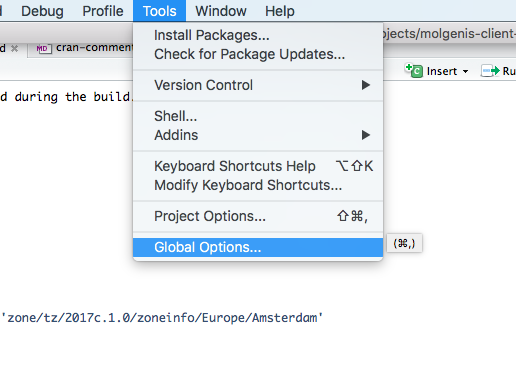 Debug Profile Tools Window Help
Install Packages...
ojects/molgenis-client-
Check for Package Updates...
d × cran-comment
Version Control
Insert Ru
d during the build.
Shell...
Addins
Keyboard Shortcuts Help ⌥⇧K
Modify Keyboard Shortcuts...
Project Options... ⇧⌘,
Global Options... (⌘,)
'zone/tz/2017c.1.0/zoneinfo/Europe/Amsterdam'